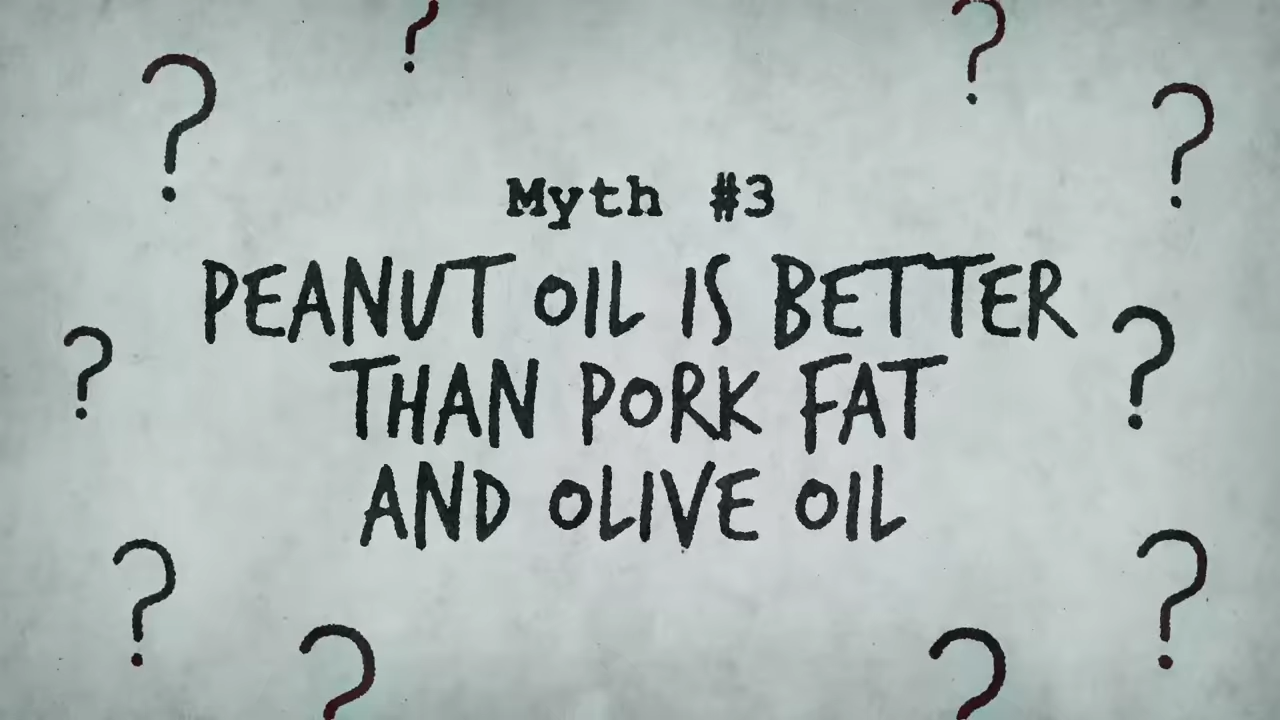 Myth #3
PEANUT OIL IS BETTER
THAN PORK FAT
AND OLIVE OIL